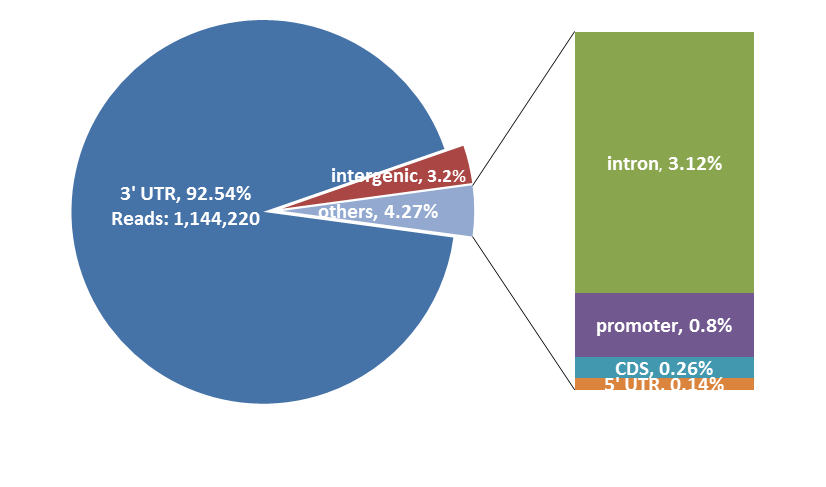 3' UTR, 92.54%
Reads: 1,144,220
intergenic, 3.2%
others, 4.27%
intron, 3.12%
promoter, 0.8%
CDS, 0.26%
5' UTR, 0.14%